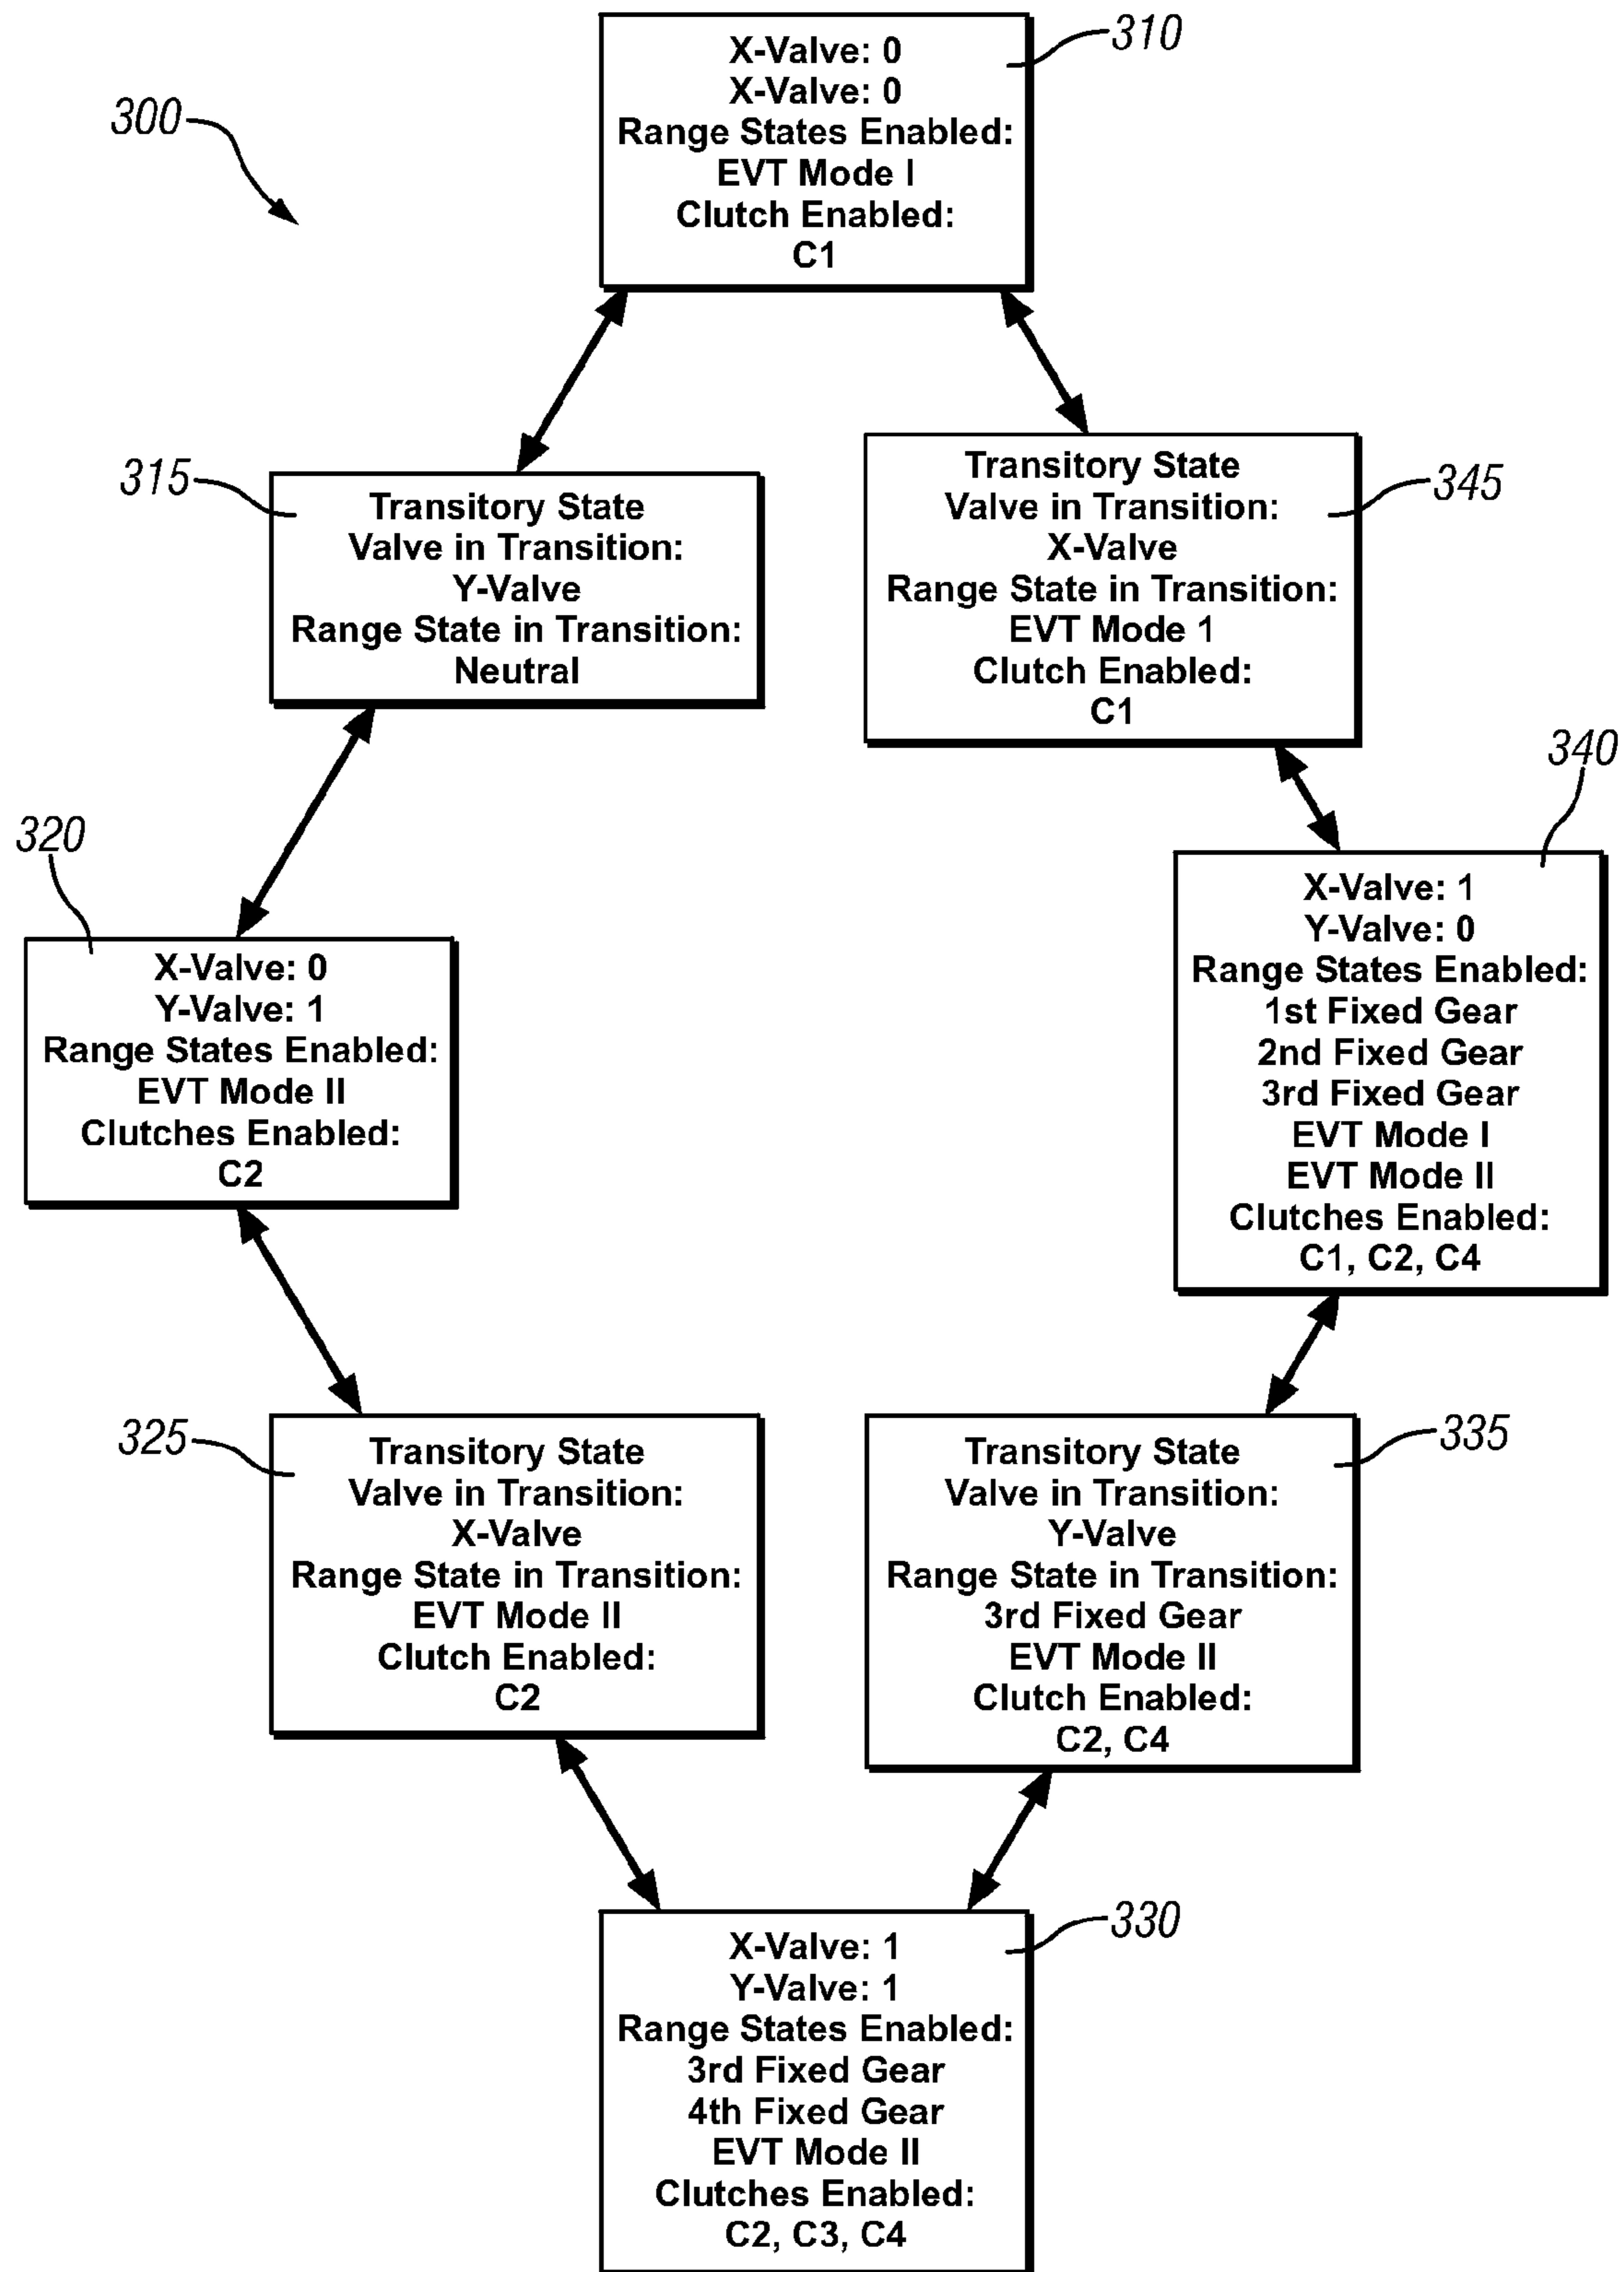 310
X-Valve: 0
X-Valve: 0
Range States Enabled:
EVT Mode I
Clutch Enabled:
C1
300
315
Transitory State
Valve in Transition:
Y-Valve
Range State in Transition:
Neutral
345
Transitory State
Valve in Transition:
X-Valve
Range State in Transition:
EVT Mode 1
Clutch Enabled:
C1
320
X-Valve: 0
Y-Valve: 1
Range States Enabled:
EVT Mode II
Clutches Enabled:
C2
340
X-Valve: 1
Y-Valve: 0
Range States Enabled:
1st Fixed Gear
2nd Fixed Gear
3rd Fixed Gear
EVT Mode I
EVT Mode II
Clutches Enabled:
C1, C2, C4
325
Transitory State
Valve in Transition:
X-Valve
Range State in Transition:
EVT Mode II
Clutch Enabled:
C2
335
Transitory State
Valve in Transition:
Y-Valve
Range State in Transition:
3rd Fixed Gear
EVT Mode II
Clutch Enabled:
C2, C4
330
X-Valve: 1
Y-Valve: 1
Range States Enabled:
3rd Fixed Gear
4th Fixed Gear
EVT Mode II
Clutches Enabled:
C2, C3, C4